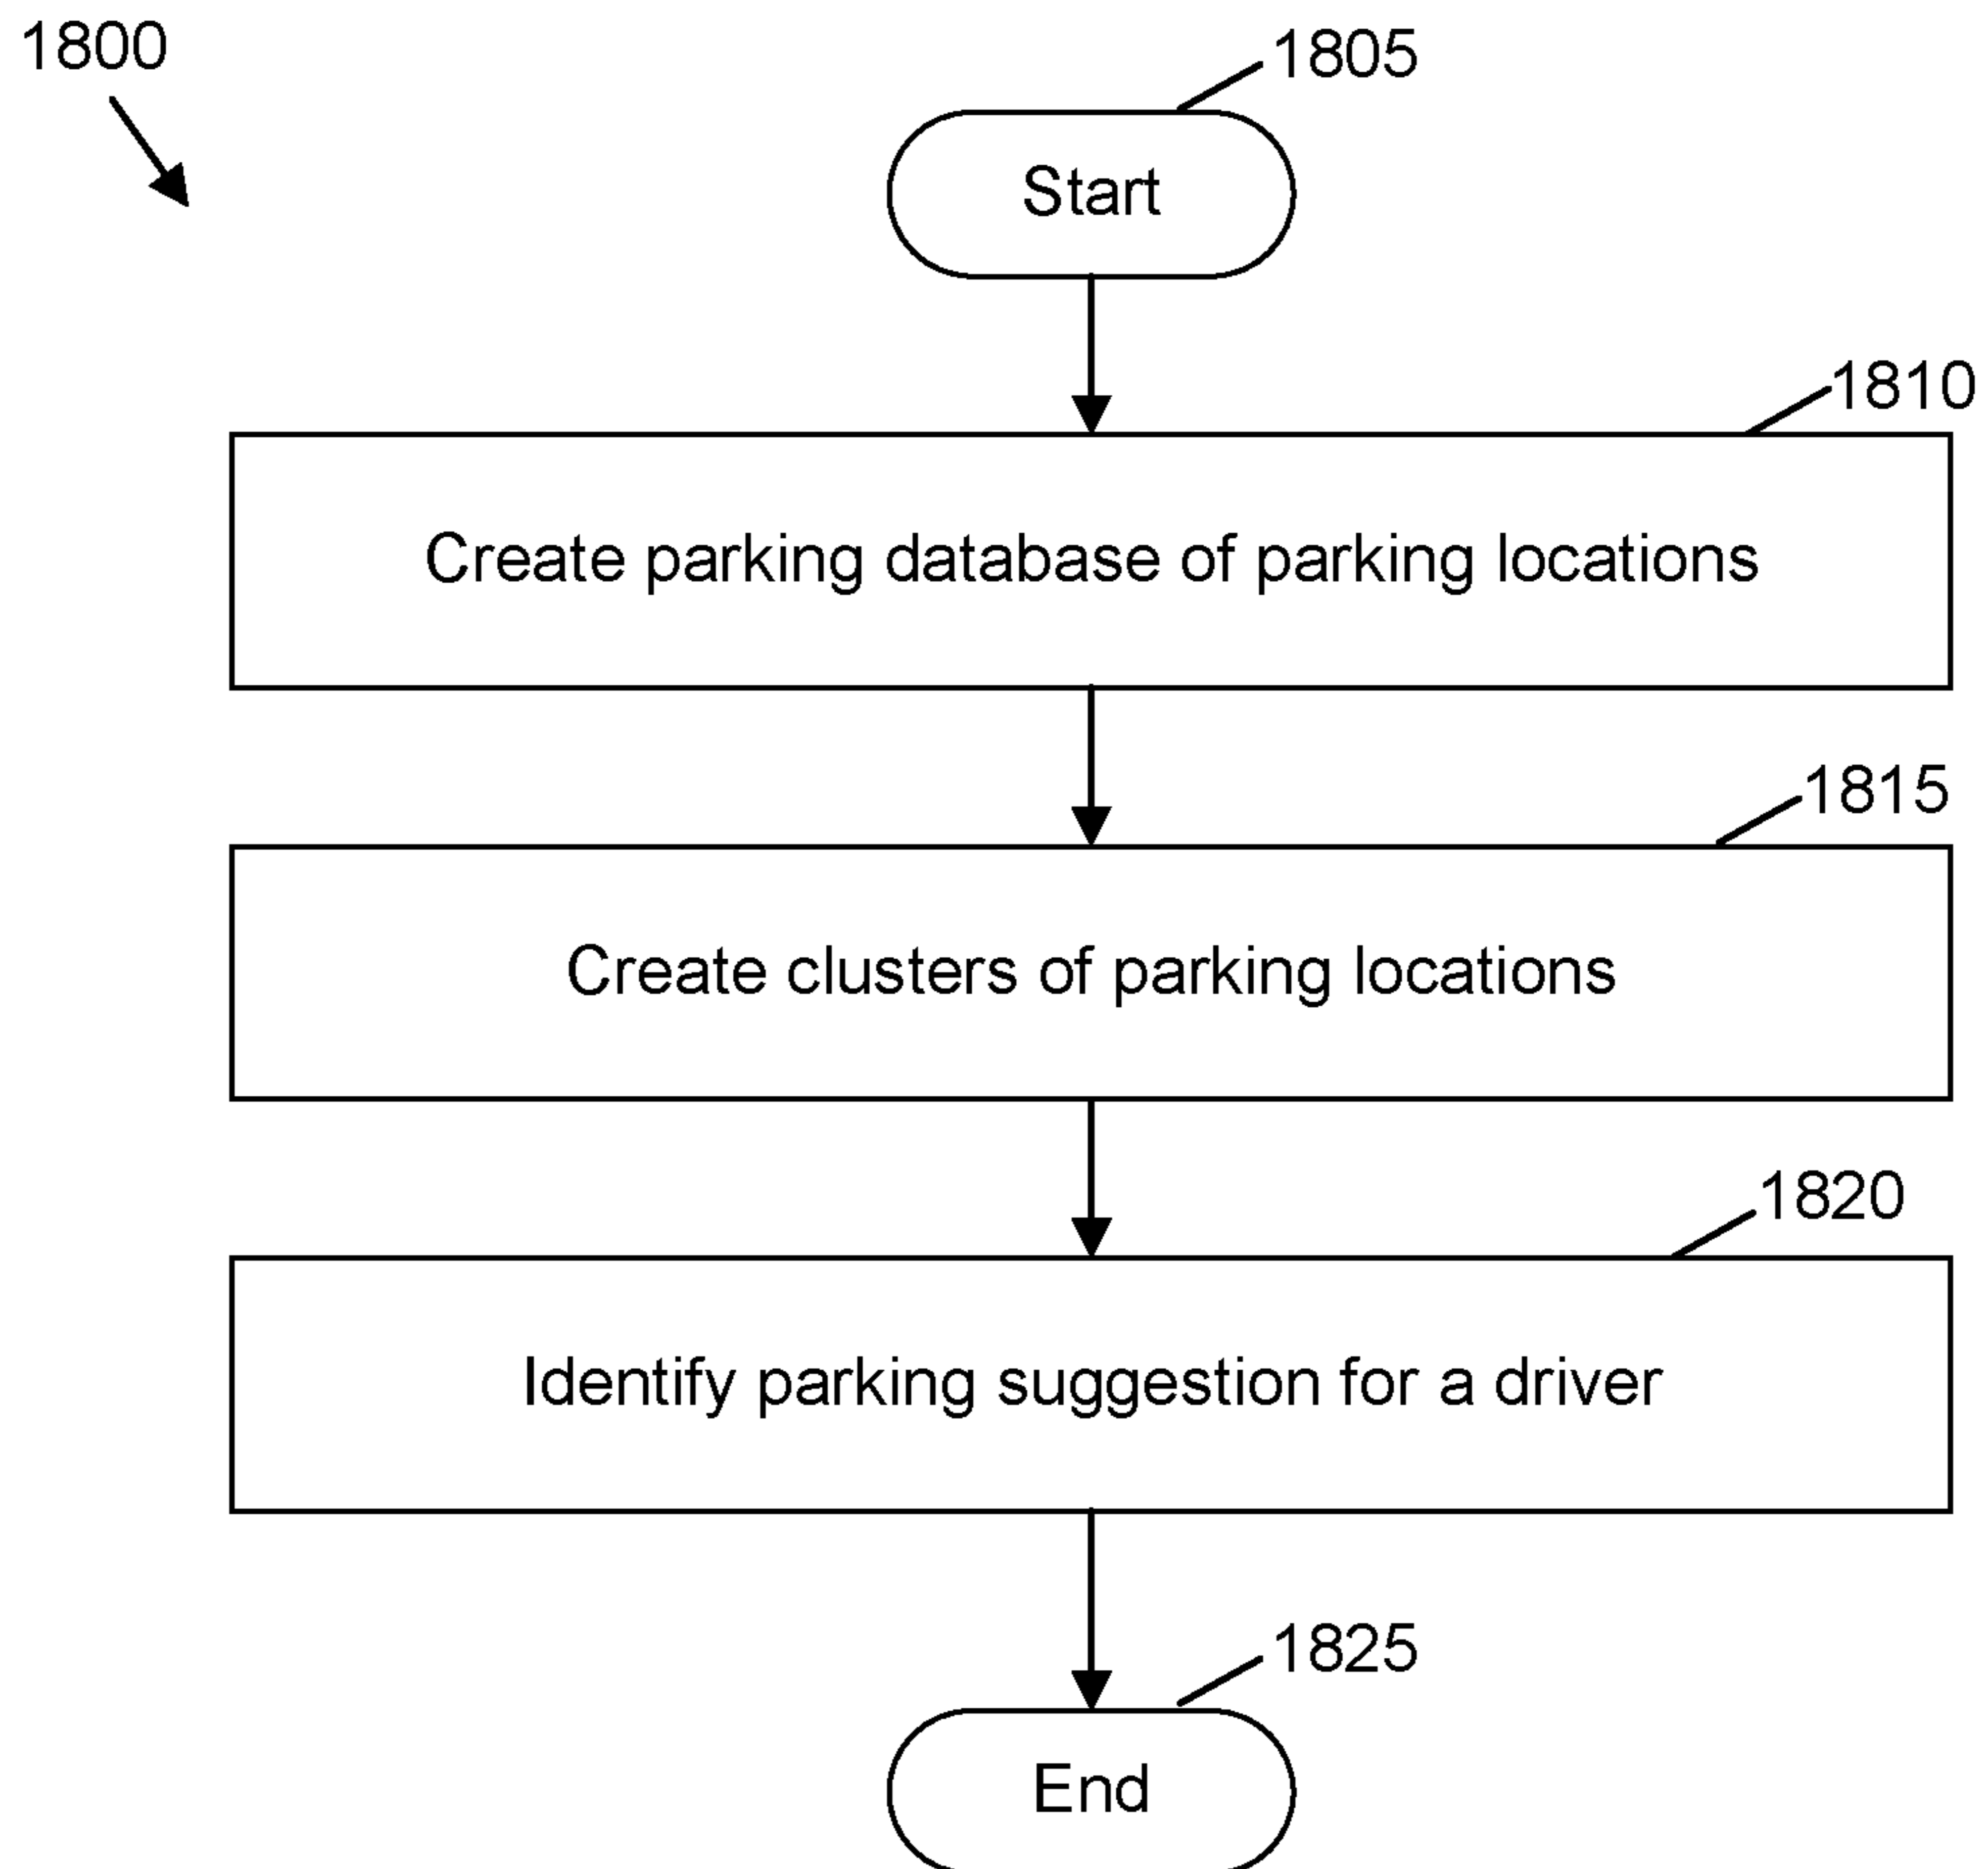 1800
1805
Start
1810
Create parking database of parking locations
1815
Create clusters of parking locations
1820
Identify parking suggestion for a driver
1825
End